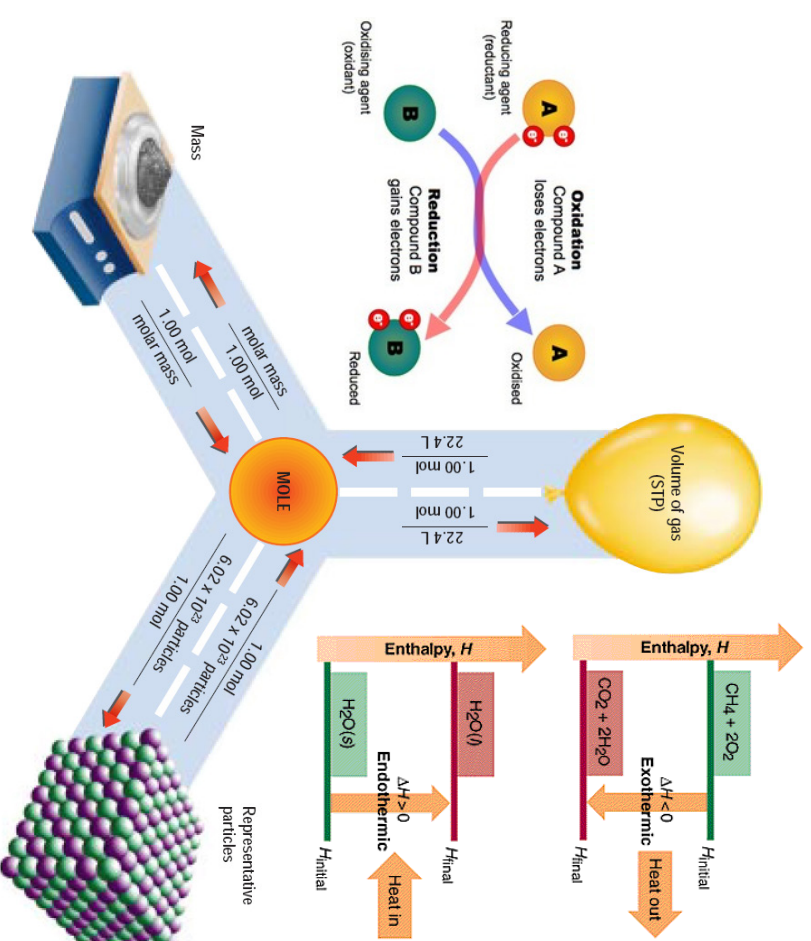 Reducing agent
(reductant)
A
e-
e-
Oxidation
Compound A
loses electrons
A
Oxidised
Oxidising agent
(oxidant)
B
Reduction
Compound B
gains electrons
e-
e-
B
Reduced
Mass
molar mass
1.00 mol
1.00 mol
molar mass
MOLE
Volume of gas
(STP)
1.00 mol
22.4 L
22.4 L
1.00 mol
6.02 x 10²³ particles
1.00 mol
1.00 mol
6.02 x 10²³ particles
Representative
particles
Enthalpy, H
CH4 + 2O2
Hinitial
ΔH < 0
Exothermic
Heat out
CO2 + 2H2O
Hfinal
Enthalpy, H
H2O(l)
Hfinal
ΔH > 0
Endothermic
Heat in
H2O(s)
Hinitial